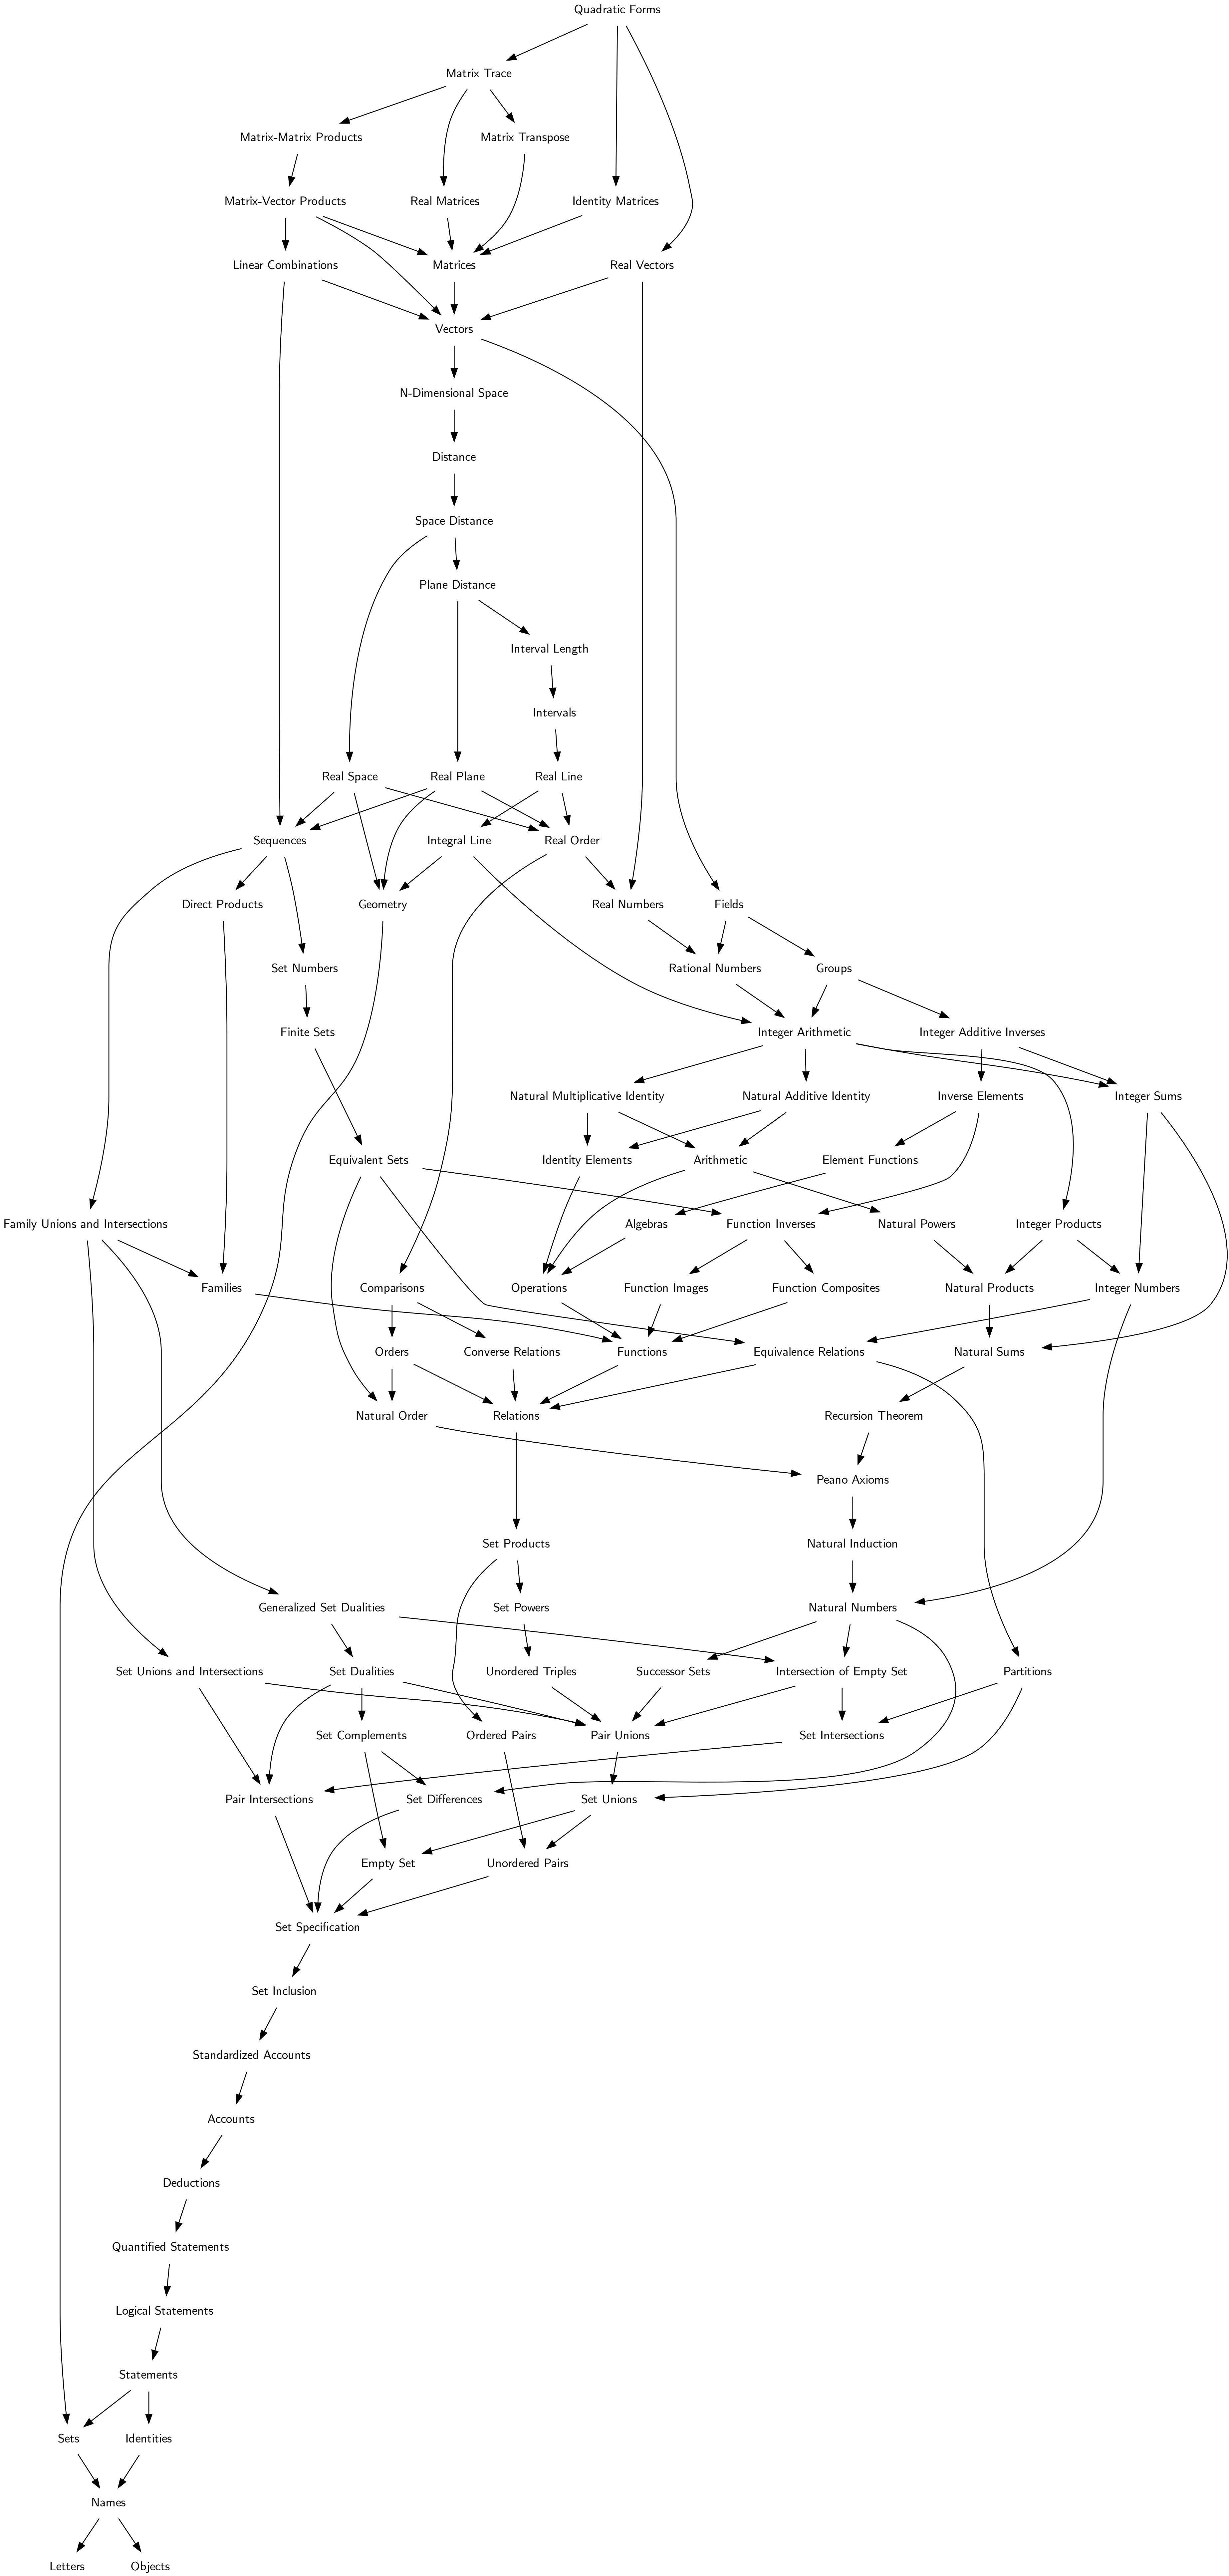 Quadratic Forms
Matrix Trace
Matrix-Matrix Products
Matrix Transpose
Matrix-Vector Products
Real Matrices
Identity Matrices
Linear Combinations
Matrices
Real Vectors
Vectors
N-Dimensional Space
Distance
Space Distance
Plane Distance
Interval Length
Intervals
Real Space
Real Plane
Real Line
Sequences
Integral Line
Real Order
Direct Products
Geometry
Real Numbers
Fields
Set Numbers
Rational Numbers
Groups
Finite Sets
Integer Arithmetic
Integer Additive Inverses
Natural Multiplicative Identity
Natural Additive Identity
Inverse Elements
Integer Sums
Equivalent Sets
Identity Elements
Arithmetic
Element Functions
Family Unions and Intersections
Algebras
Function Inverses
Natural Powers
Integer Products
Families
Comparisons
Operations
Function Images
Function Composites
Natural Products
Integer Numbers
Orders
Converse Relations
Functions
Equivalence Relations
Natural Sums
Natural Order
Relations
Recursion Theorem
Peano Axioms
Set Products
Natural Induction
Generalized Set Dualities
Set Powers
Natural Numbers
Set Unions and Intersections
Set Dualities
Unordered Triples
Successor Sets
Intersection of Empty Set
Partitions
Set Complements
Ordered Pairs
Pair Unions
Set Intersections
Pair Intersections
Set Differences
Set Unions
Empty Set
Unordered Pairs
Set Specification
Set Inclusion
Standardized Accounts
Accounts
Deductions
Quantified Statements
Logical Statements
Statements
Sets
Identities
Names
Letters
Objects